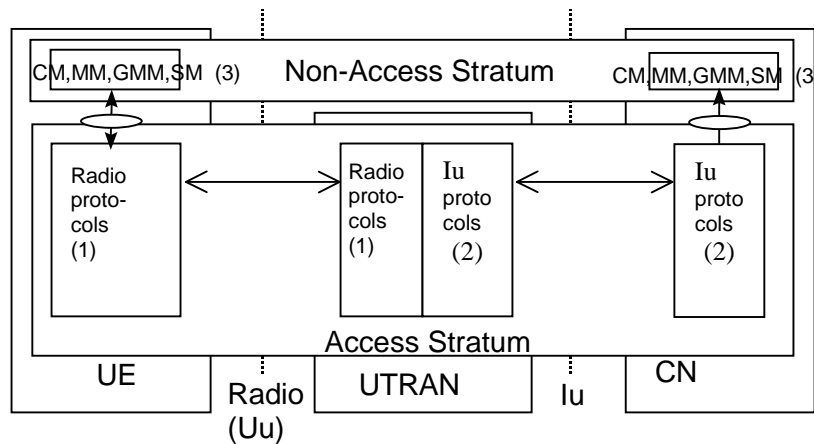 CM,MM,GMM,SM (3)
Non-Access Stratum
CM,MM,GMM,SM (3
Radio
proto-
cols
(1)
Radio
proto-
cols
(1)
Iu
proto
cols
(2)
Iu
proto
cols
(2)
Access Stratum
UE
Radio
(Uu)
UTRAN
Iu
CN